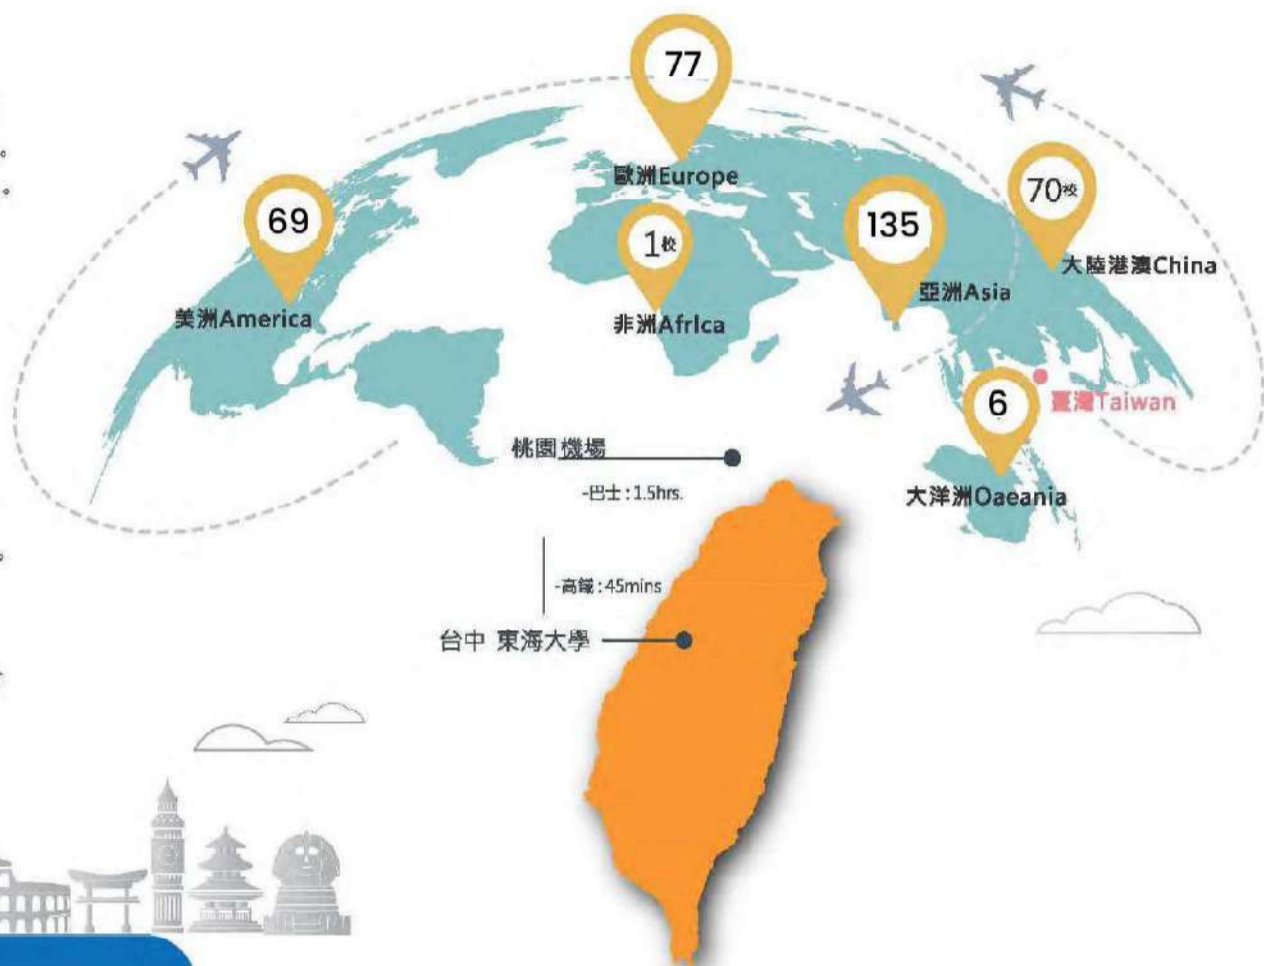 77
歐洲Europe
69
美洲America
1校
非洲Afrlca
135
亞洲Asia
70校
大陸港澳China
臺灣Taiwan
6
大洋洲Oaeania
桃園機場
-巴士:1.5hrs.
-高鐵:45mins
台中 東海大學